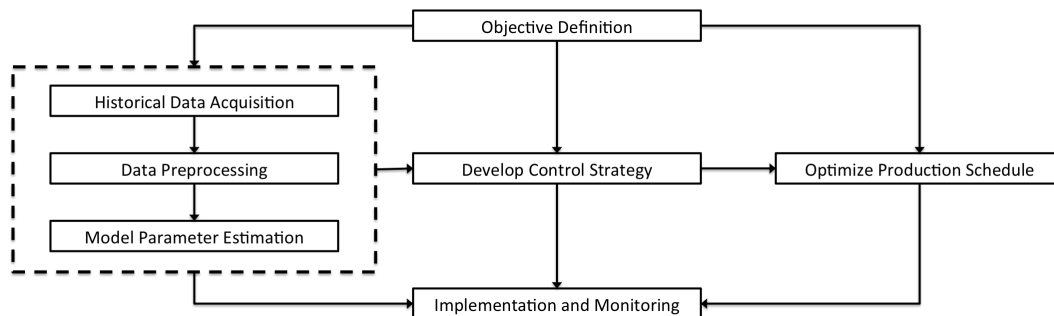 Objective Definition
Historical Data Acquisition
Data Preprocessing
Develop Control Strategy
Optimize Production Schedule
Model Parameter Estimation
Implementation and Monitoring